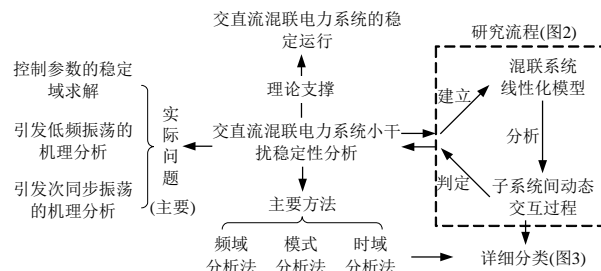 交直流混联电力系统的稳
定运行
理论支撑
交直流混联电力系统小干
扰稳定性分析
控制参数的稳定
域求解
引发低频振荡的
机理分析
引发次同步振荡
的机理分析
实
际
问
题
(主要)
主要方法
频域
分析法
模式
分析法
时域
分析法
研究流程(图2)
混联系统
线性化模型
建立
分析
判定
子系统间动态
交互过程
详细分类(图3)